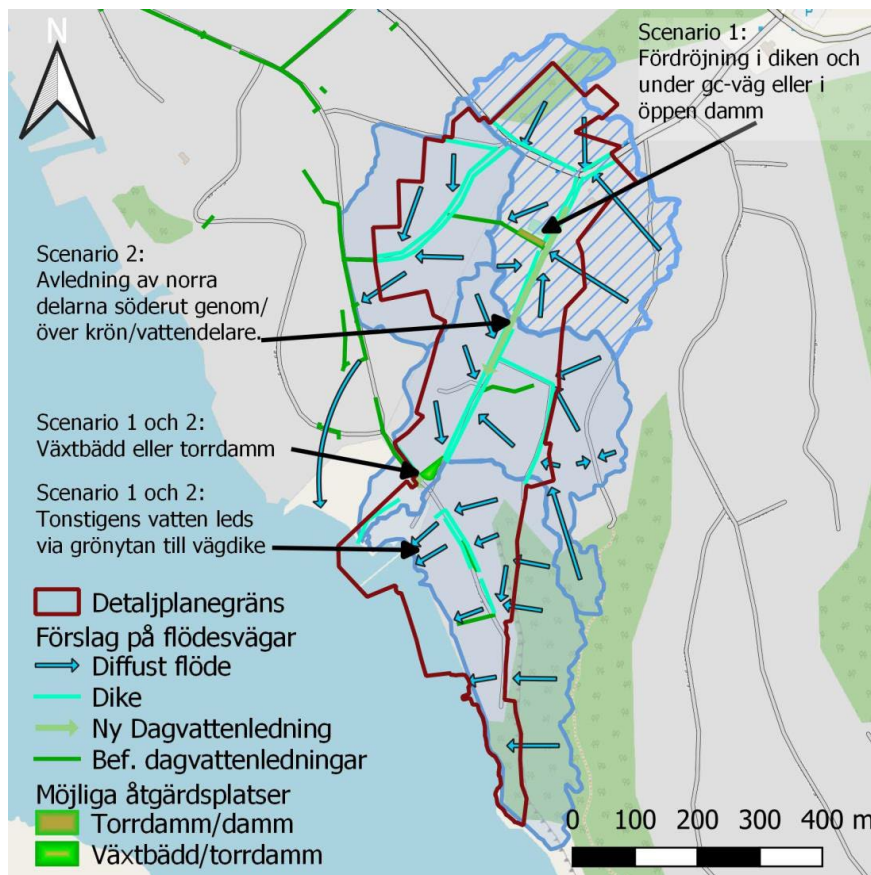 N
Scenario 1:
Fördröjning i diken och
under gc-väg eller i
öppen damm
Scenario 2:
Avledning av norra
delarna söderut genom/
över krön/vattendelare.
Scenario 1 och 2:
Växtbädd eller torrdamm
Scenario 1 och 2:
Tonstigens vatten leds
via grönytan till vägdike
Detaljplanegräns
Förslag på flödesvägar
Diffust flöde
Dike
Ny Dagvattenledning
Bef. dagvattenledningar
Möjliga åtgärdsplatser
Torrdamm/damm
Växtbädd/torrdamm
0 100 200 300 400 m